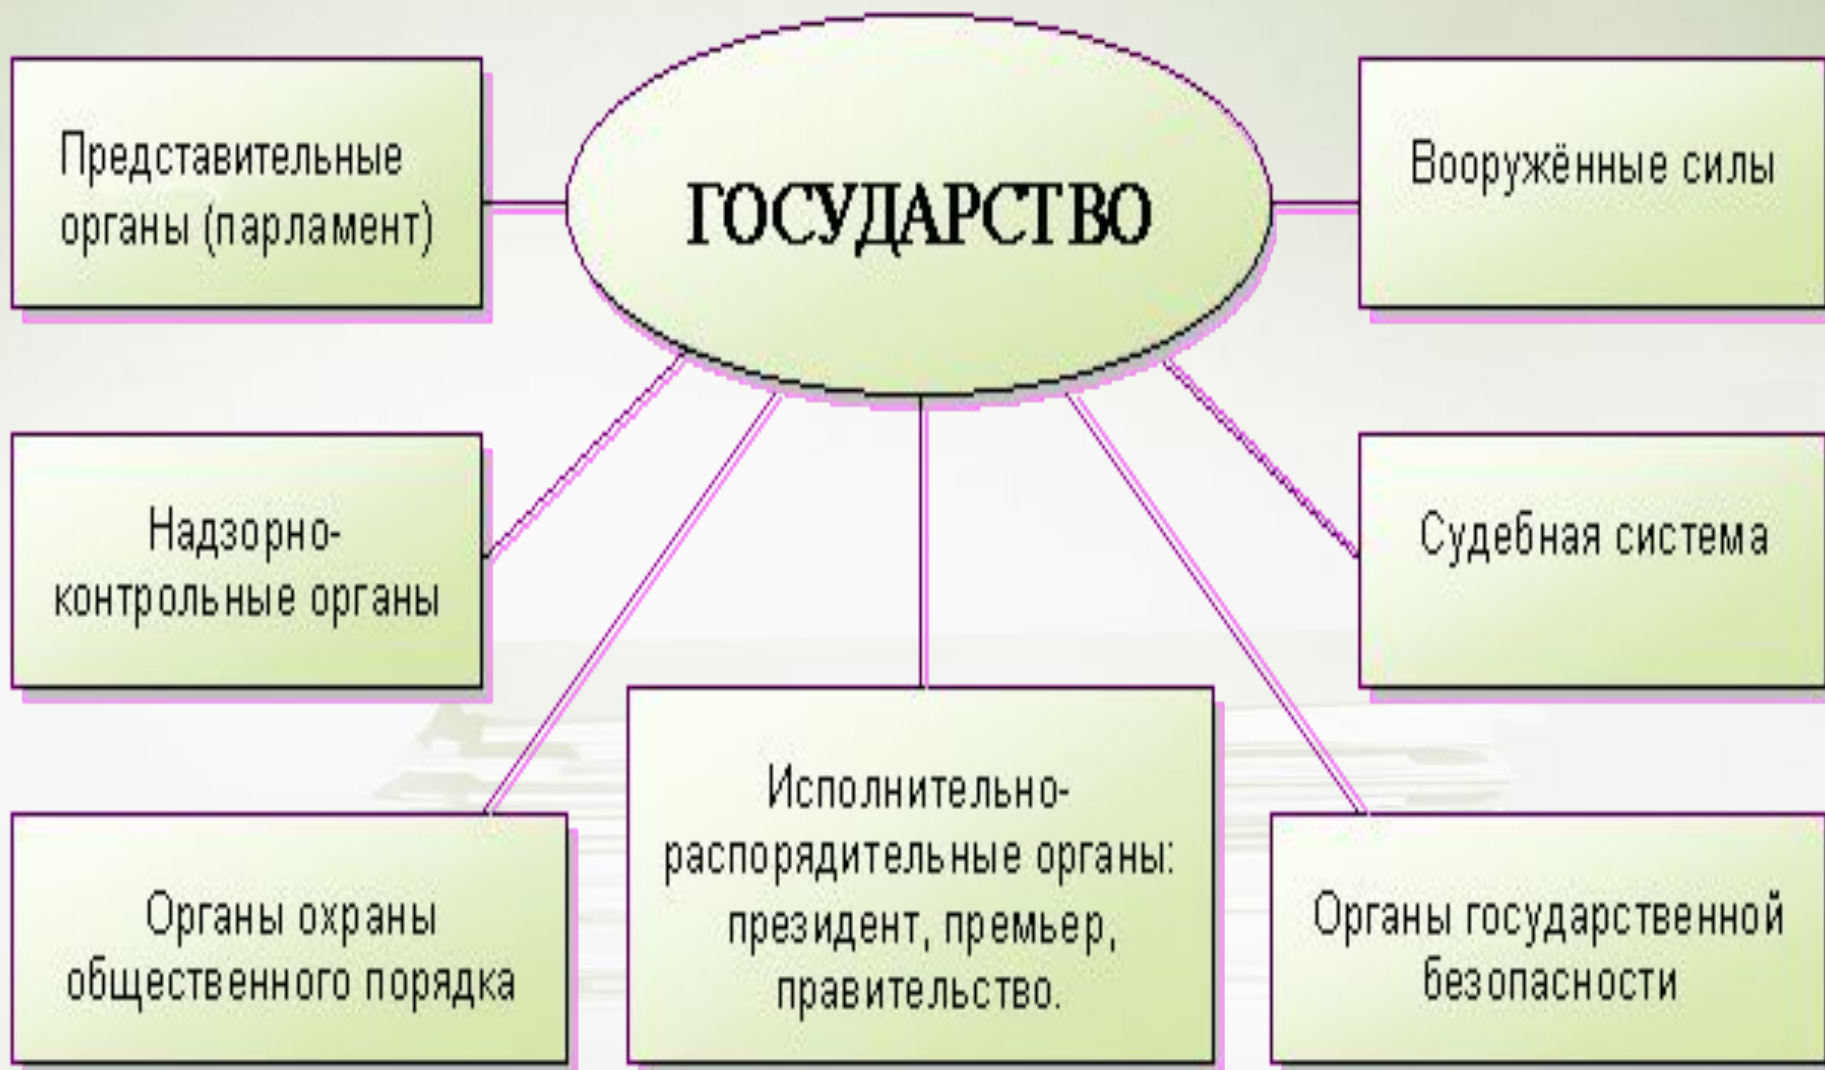 ГОСУДАРСТВО
Представительные
органы (парламент)
Вооружённые силы
Надзорно-
контрольные органы
Судебная система
Органы охраны
общественного порядка
Исполнительно-
распорядительные органы:
президент, премьер,
правительство.
Органы государственной
безопасности